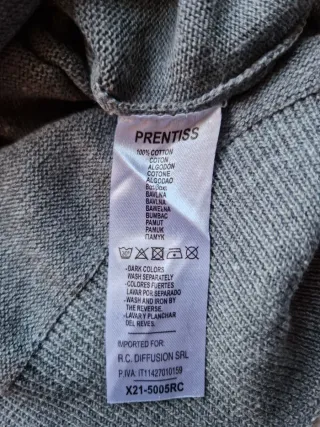 PRENTISS
100% COTTON
COTON
ALGODON
COTONE
ALGODAO
BAVLNA
BAVLNA
BAWEŁNA
BUMBAC
PAMUT
PAMUK
ПАМУК
-DARK COLORS
WASH SEPARATELY
-COLORES FUERTES
LAVAR POR SEPARADO
-WASH AND IRON BY
THE REVERSE.
-LAVAR Y PLANCHAR
DEL REVES.
IMPORTED FOR:
R.C. DIFFUSION SRL
P.IVA: IT11427010159
X21-5005RC